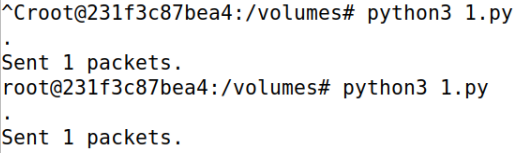 ^Croot@231f3c87bea4:/volumes# python3 1.py
.
Sent 1 packets.
root@231f3c87bea4:/volumes# python3 1.py
.
Sent 1 packets.